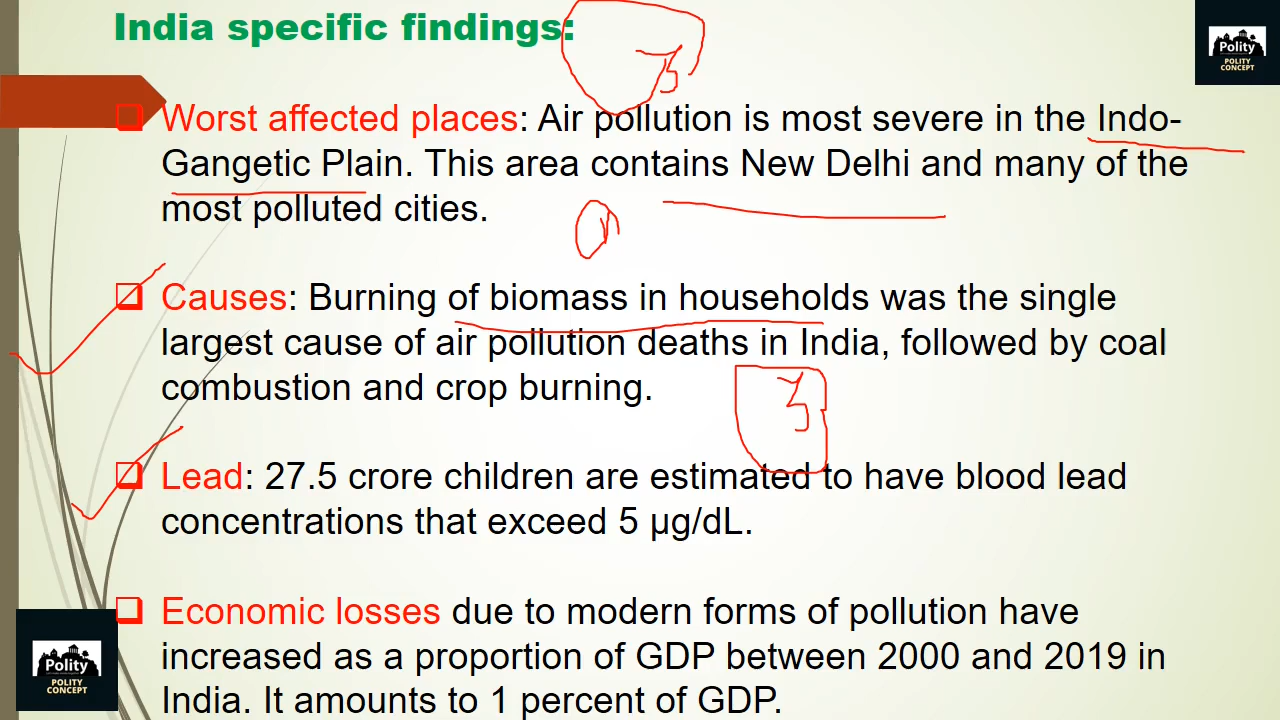 India specific findings:
Polity
POLITY
CONCEPT
❑ Worst affected places: Air pollution is most severe in the Indo-
Gangetic Plain. This area contains New Delhi and many of the
most polluted cities.
❑ Causes: Burning of biomass in households was the single
largest cause of air pollution deaths in India, followed by coal
combustion and crop burning.
❑ Lead: 27.5 crore children are estimated to have blood lead
concentrations that exceed 5 µg/dL.
❑ Economic losses due to modern forms of pollution have
increased as a proportion of GDP between 2000 and 2019 in
India. It amounts to 1 percent of GDP.
Polity
POLITY
CONCEPT